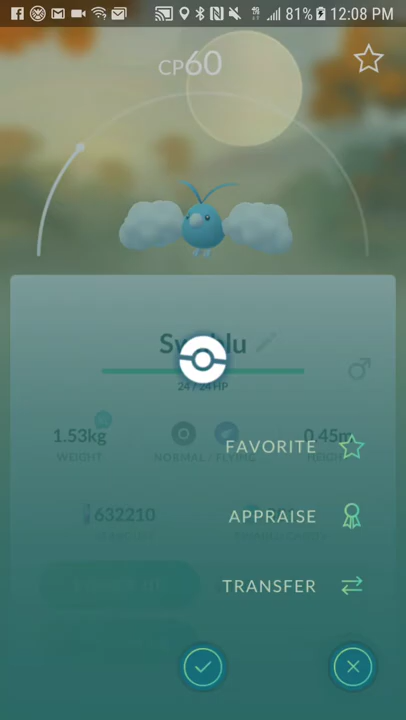 81% 12:08 PM
CP60
Swablu
24 / 24 HP
1.53kg 0.45m
WEIGHT NORMAL / FLYING HEIGHT
FAVORITE
632210
APPRAISE
TRANSFER